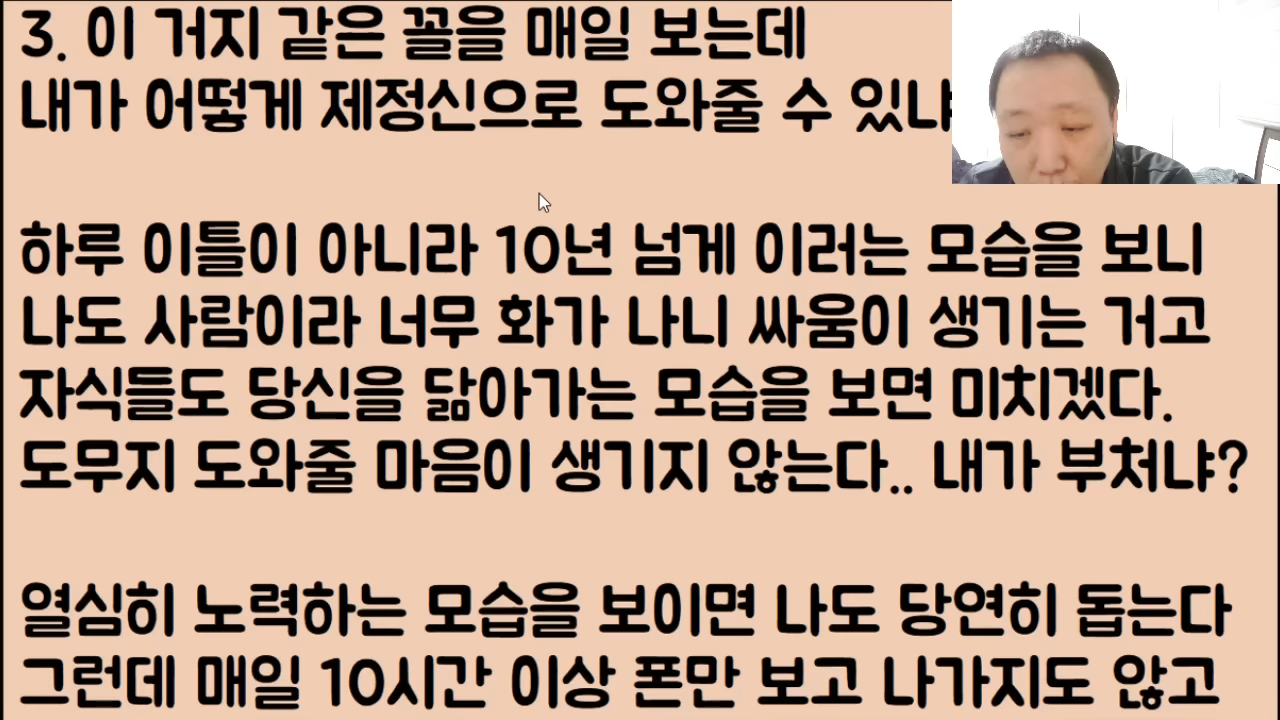 3. 이 거지 같은 꼴을 매일 보는데
내가 어떻게 제정신으로 도와줄 수 있냐
하루 이틀이 아니라 10년 넘게 이러는 모습을 보니
나도 사람이라 너무 화가 나니 싸움이 생기는 거고
자식들도 당신을 닮아가는 모습을 보면 미치겠다.
도무지 도와줄 마음이 생기지 않는다.. 내가 부처냐?
열심히 노력하는 모습을 보이면 나도 당연히 돕는다
그런데 매일 10시간 이상 폰만 보고 나가지도 않고